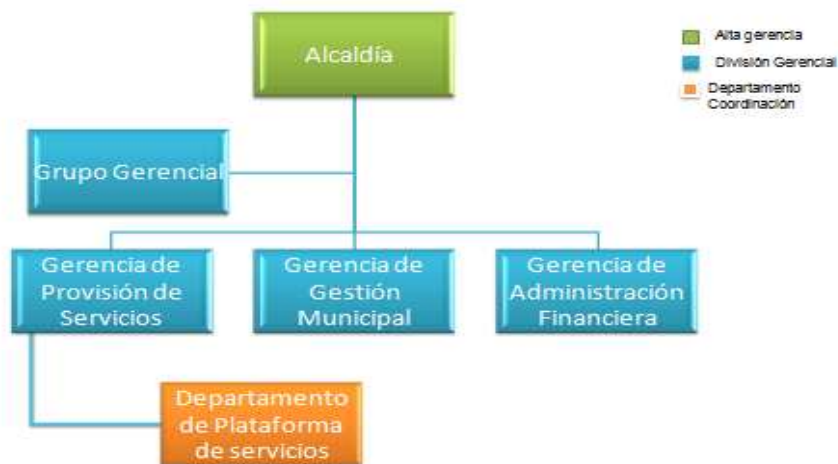 Alcaldía
Alta gerencia
División Gerencial
Departamento
Coordinación
Grupo Gerencial
Gerencia de
Provisión de
Servicios
Gerencia de
Gestión
Municipal
Gerencia de
Administración
Financiera
Departamento
de Plataforma
de servicios